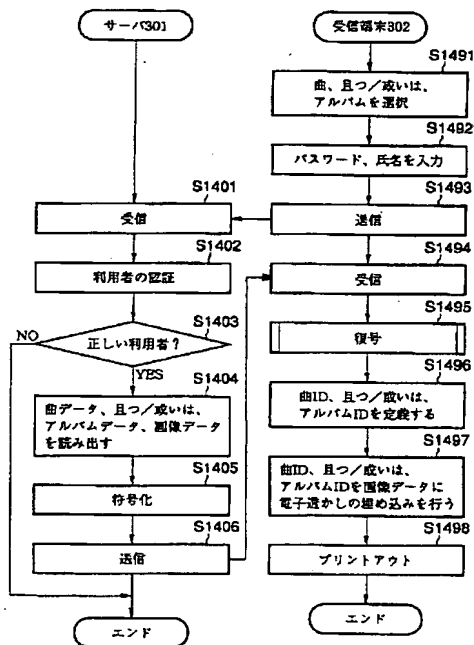 サーバ301
S1401
受信
S1402
利用者の認証
S1403
正しい利用者？
NO
YES
S1404
曲データ、且つ／或いは、
アルバムデータ、画像データ
を読み出す
S1405
符号化
S1406
送信
エンド
受信端末302
S1491
曲、且つ／或いは、
アルバムを選択
S1492
パスワード、氏名を入力
S1493
送信
S1494
受信
S1495
復号
S1496
曲ID、且つ／或いは、
アルバムIDを定義する
S1497
曲ID、且つ／或いは、
アルバムIDを画像データに
電子透かしの埋め込みを行う
S1498
プリントアウト
エンド